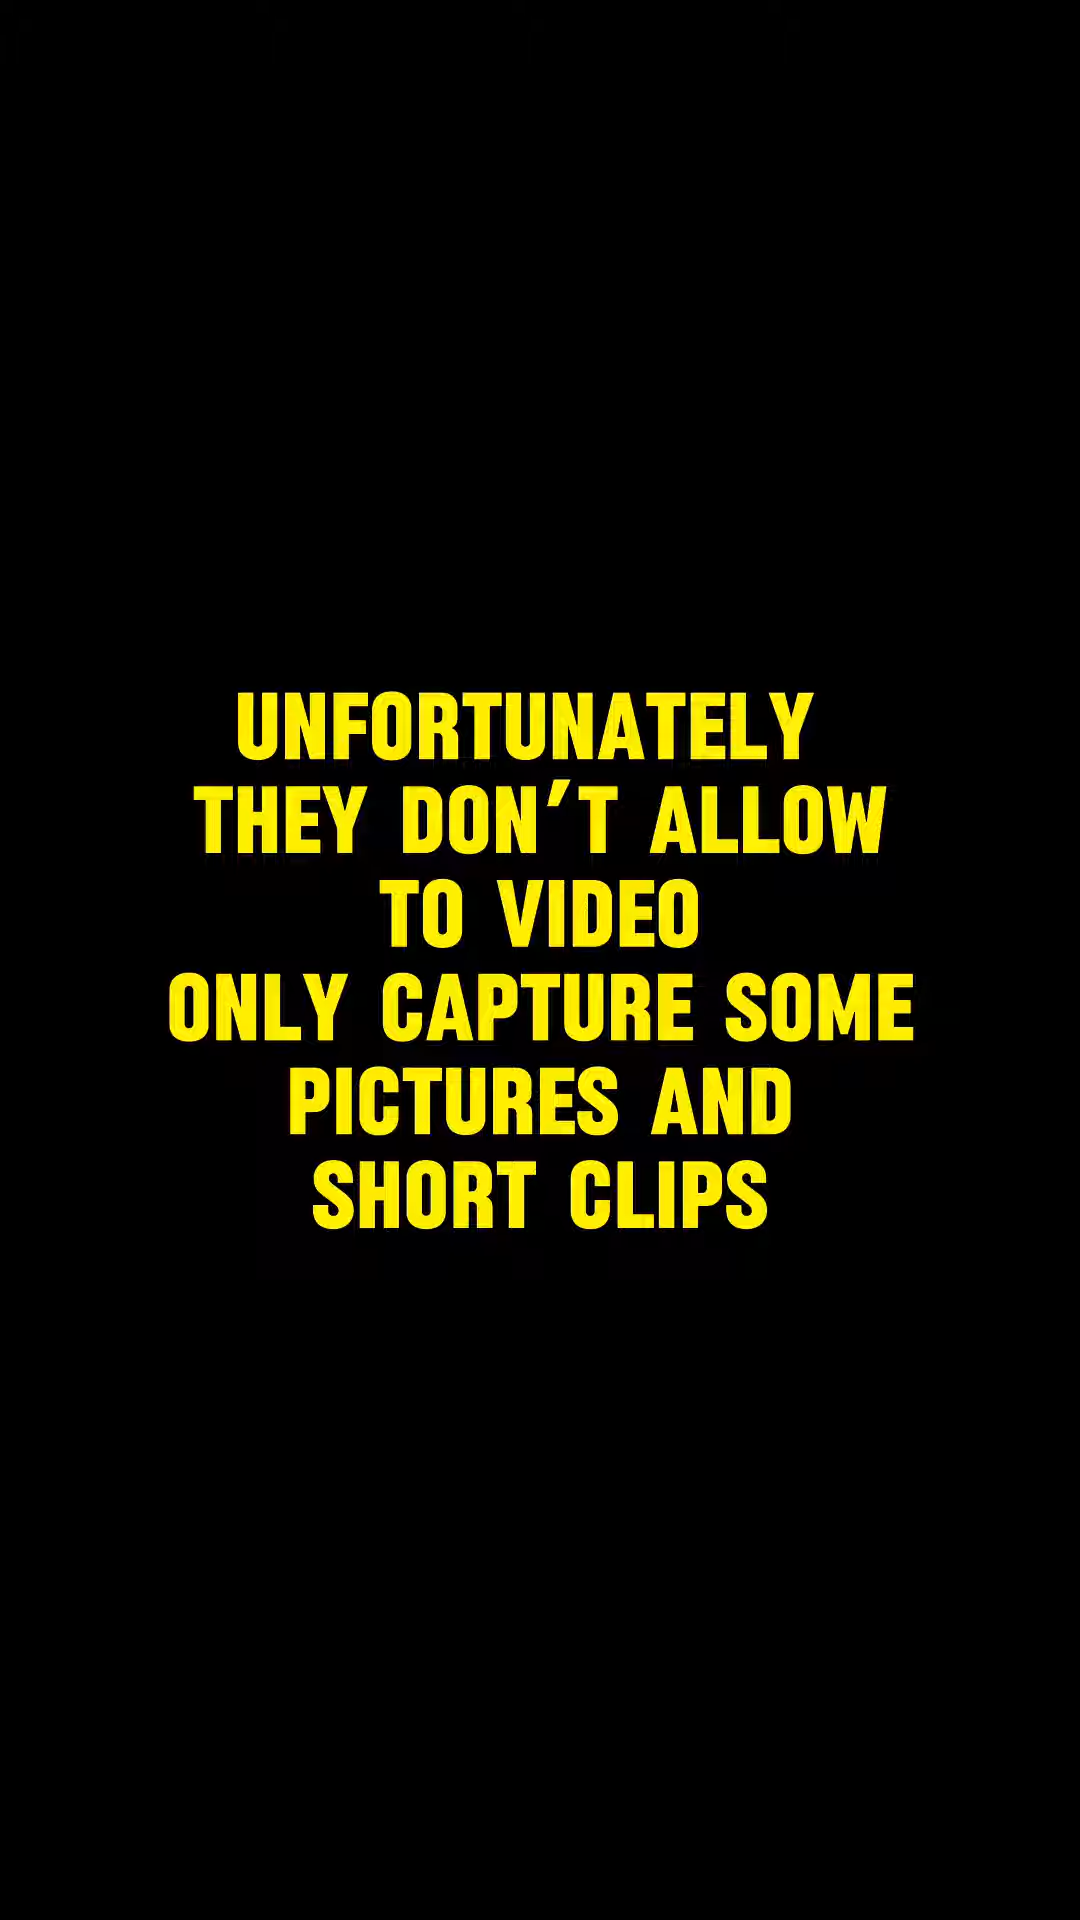 UNFORTUNATELY
THEY DON'T ALLOW
TO VIDEO
ONLY CAPTURE SOME
PICTURES AND
SHORT CLIPS